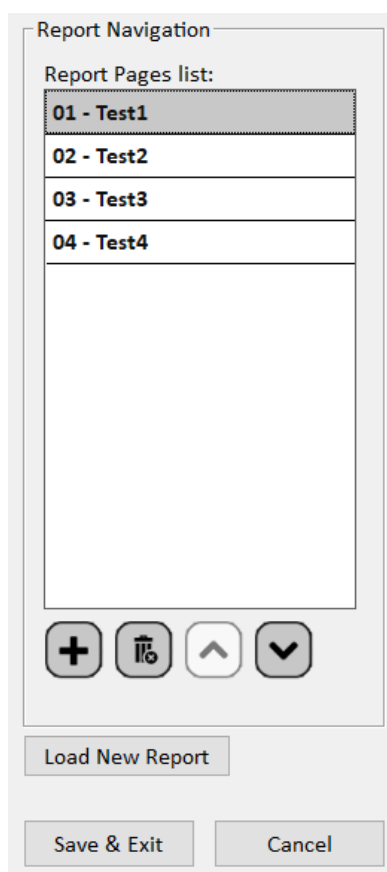 Report Navigation
Report Pages list:
01 - Test1
02 - Test2
03 - Test3
04 - Test4
Load New Report
Save & Exit
Cancel